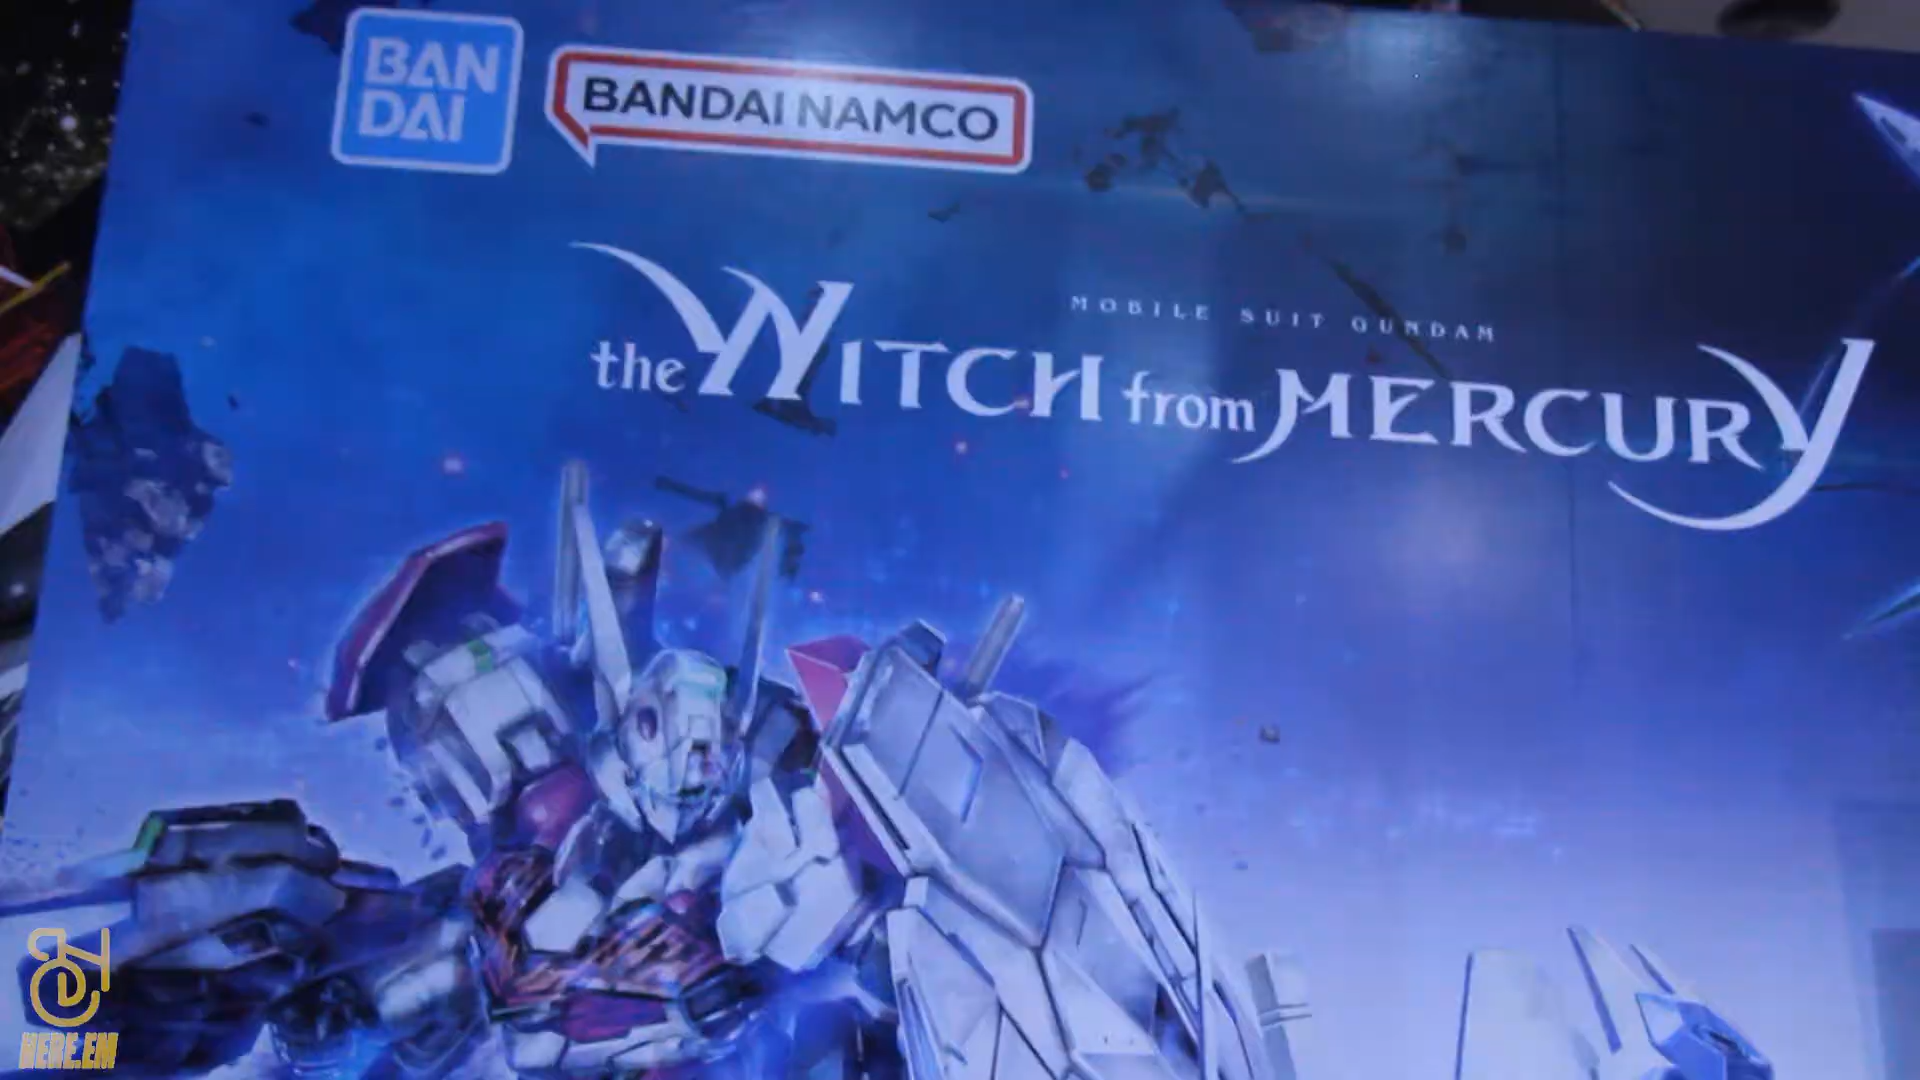 BAN
DAI
BANDAI NAMCO
MOBILE SUIT GUNDAM
the WITCH from MERCURY
HERE.EM